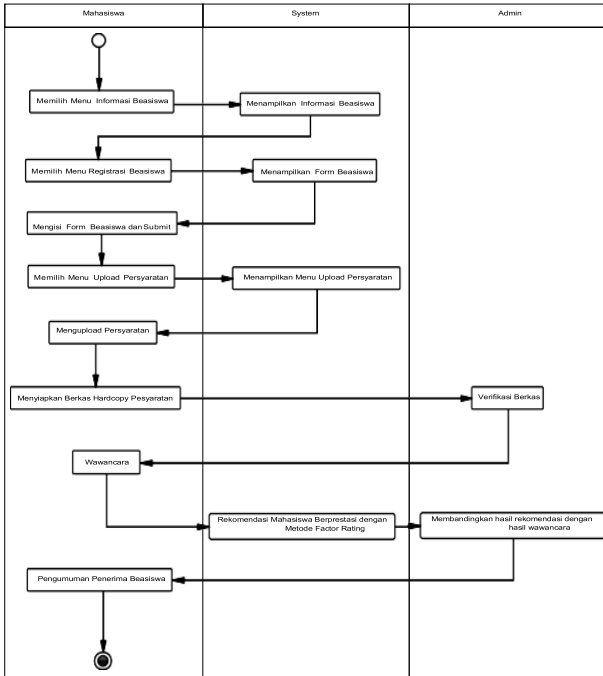 Mahasiswa
System
Admin
Memilih Menu Informasi Beasiswa
Menampilkan Informasi Beasiswa
Memilih Menu Registrasi Beasiswa
Menampilkan Form Beasiswa
Mengisi Form Beasiswa dan Submit
Memilih Menu Upload Persyaratan
Menampilkan Menu Upload Persyaratan
Mengupload Persyaratan
Menyiapkan Berkas Hardcopy Pesyaratan
Verifikasi Berkas
Wawancara
Rekomendasi Mahasiswa Berprestasi dengan
Metode Factor Rating
Membandingkan hasil rekomendasi dengan
hasil wawancara
Pengumuman Penerima Beasiswa